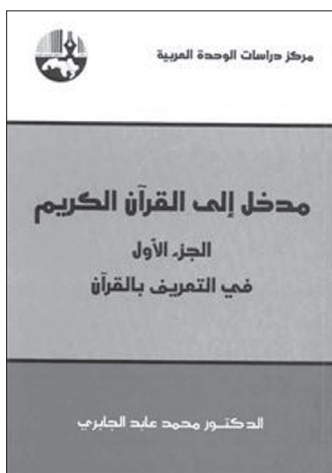 مركز دراسات الوحدة العربية
مدخل إلى القرآن الكريم
الجزء الأول
في التعريف بالقرآن
الدكتور محمد عابد الجابري